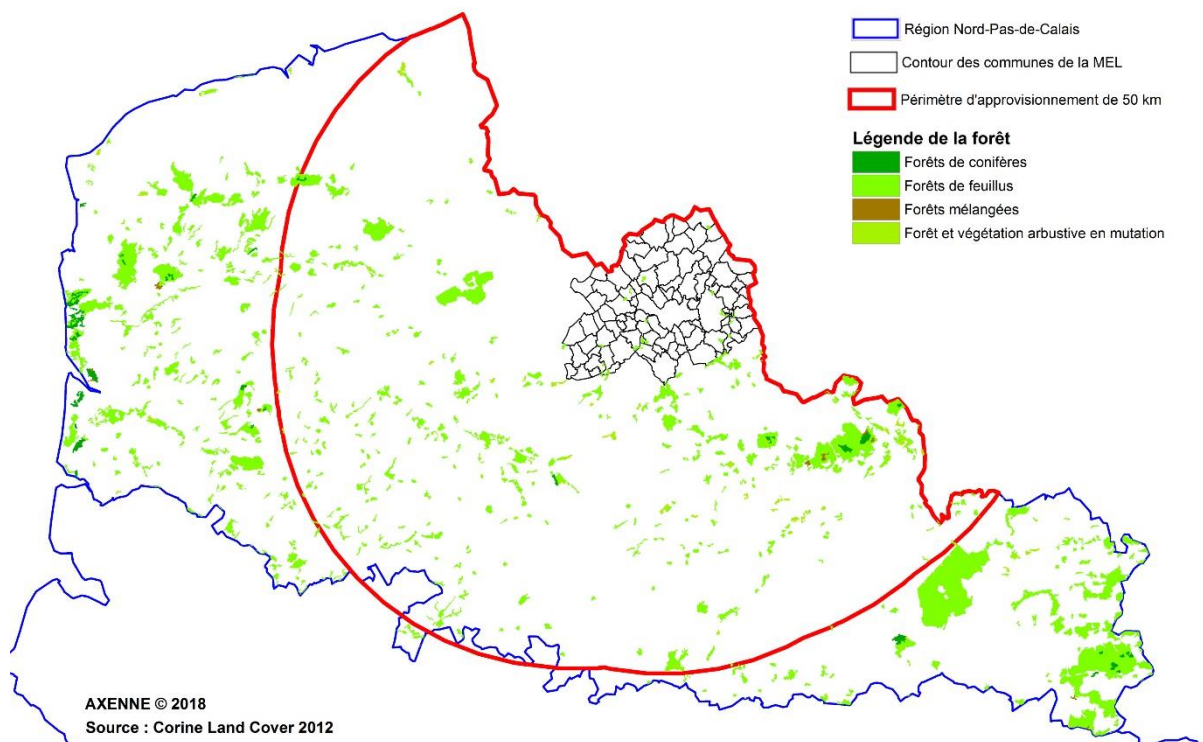 Région Nord-Pas-de-Calais
Contour des communes de la MEL
Périmètre d'approvisionnement de 50 km
Légende de la forêt
Forêts de conifères
Forêts de feuillus
Forêts mélangées
Forêt et végétation arbustive en mutation
AXENNE © 2018
Source : Corine Land Cover 2012